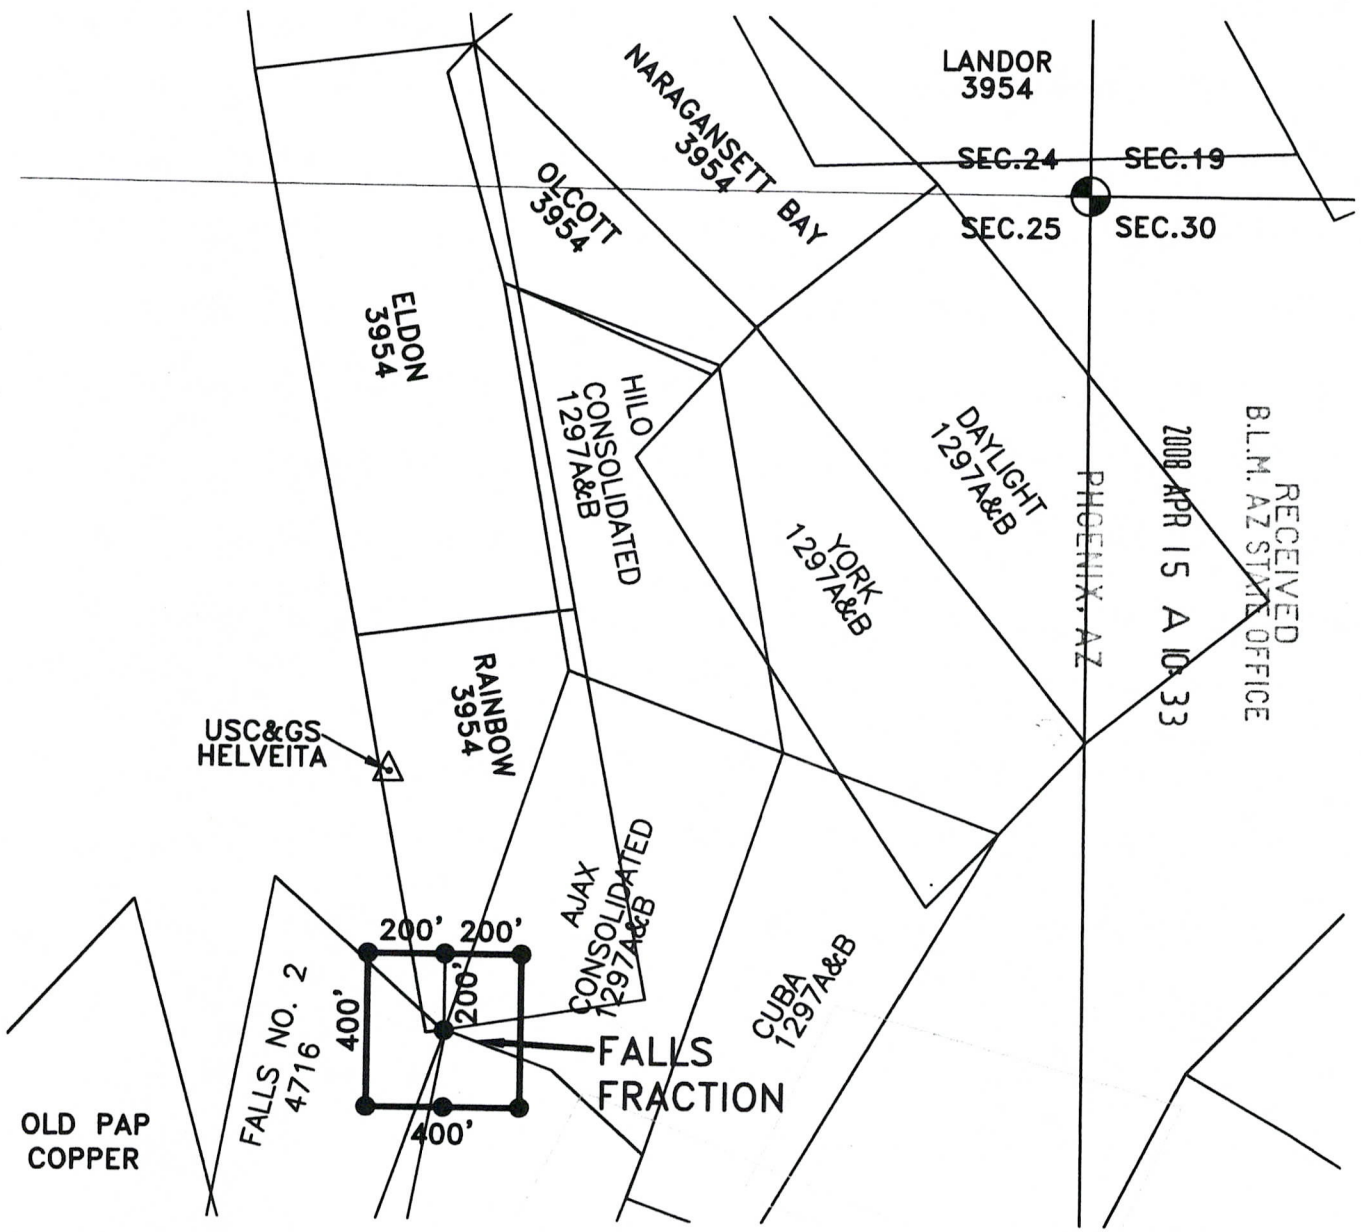 LANDOR
3954
SEC.24
SEC.19
SEC.25
SEC.30
NARAGANSETT BAY
3954
OLCOTT
3954
ELDON
3954
HILO
CONSOLIDATED
1297A&B
DAYLIGHT
1297A&B
YORK
1297A&B
RECEIVED
B.L.M. AZ STATE OFFICE
2008 APR 15 A 10:33
PHOENIX, AZ
RAINBOW
3954
USC&GS
HELVEITA
AJAX
CONSOLIDATED
1297A&B
CUBA
1297A&B
200'
200'
200'
400'
400'
FALLS NO. 2
4716
FALLS
FRACTION
OLD PAP
COPPER